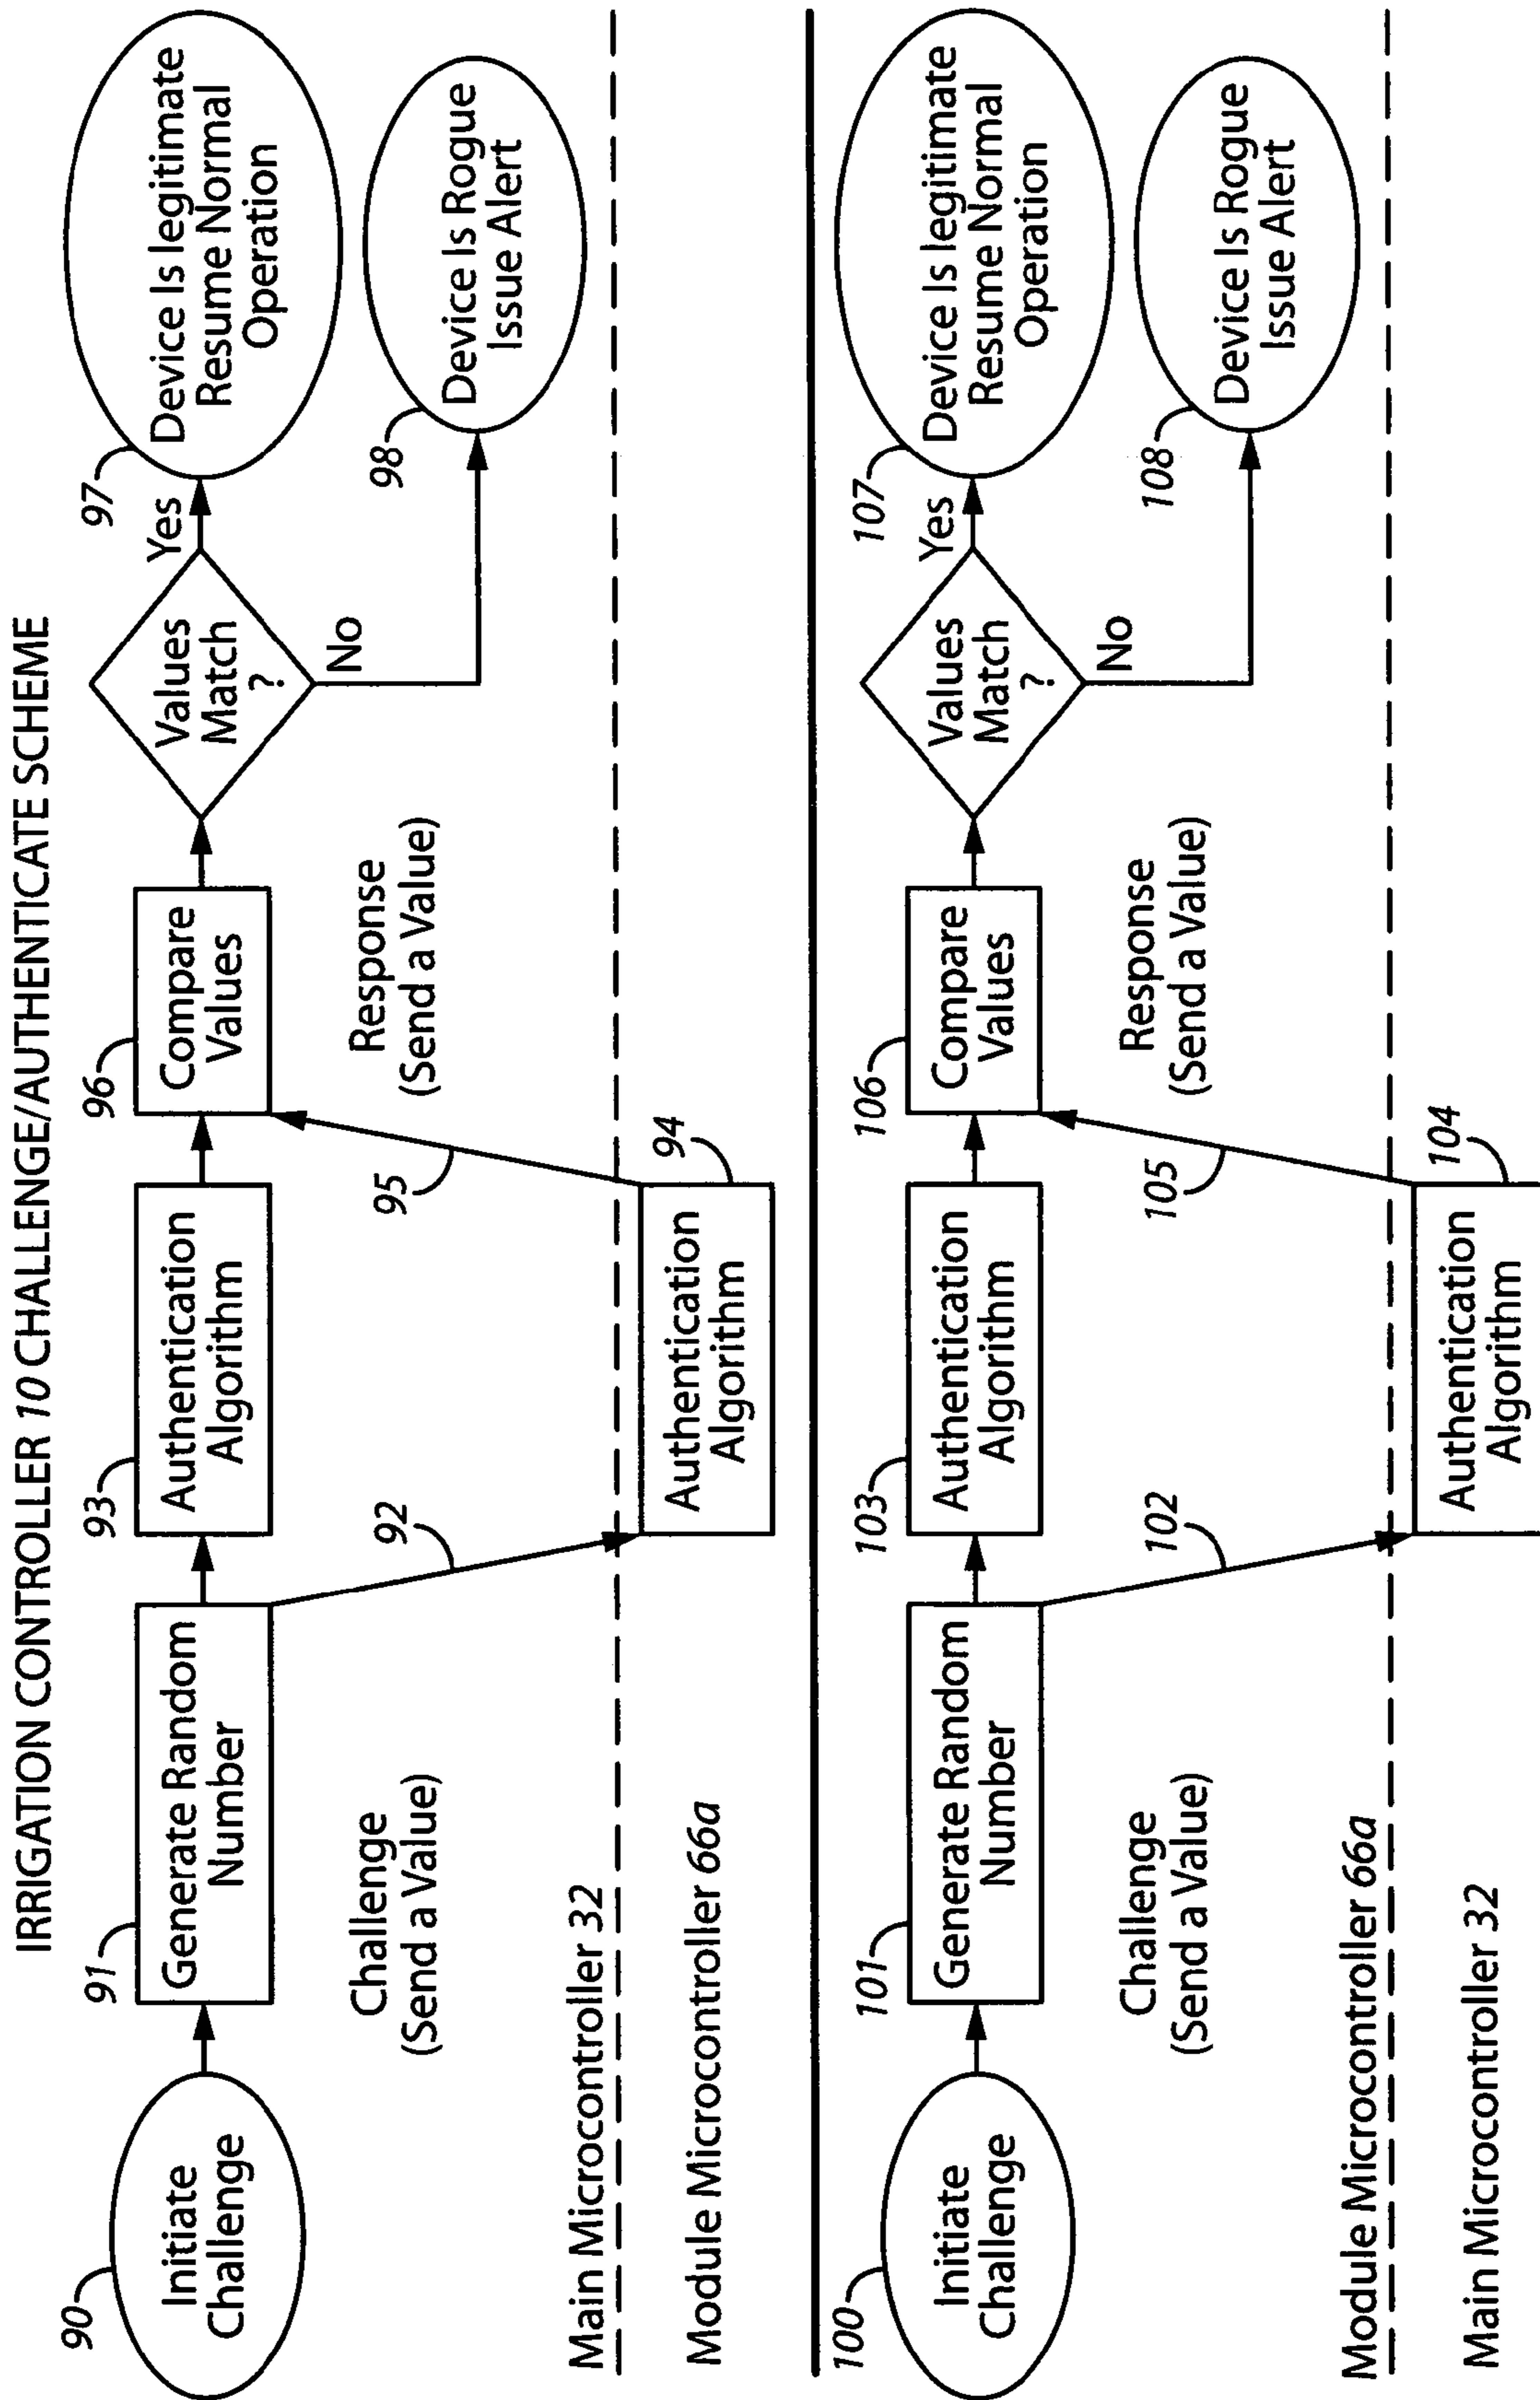 IRRIGATION CONTROLLER 10 CHALLENGE/AUTHENTICATE SCHEME
90
Initiate
Challenge
91
Generate Random
Number
93
Authentication
Algorithm
96
Compare
Values
Values
Match
?
Yes
No
97
Device Is legitimate
Resume Normal
Operation
98
Device Is Rogue
Issue Alert
Challenge
(Send a Value)
92
95
Response
(Send a Value)
Main Microcontroller 32
Module Microcontroller 66a
94
Authentication
Algorithm
100
Initiate
Challenge
101
Generate Random
Number
103
Authentication
Algorithm
106
Compare
Values
Values
Match
?
Yes
No
107
Device Is legitimate
Resume Normal
Operation
108
Device Is Rogue
Issue Alert
Challenge
(Send a Value)
102
105
Response
(Send a Value)
Module Microcontroller 66a
Main Microcontroller 32
104
Authentication
Algorithm